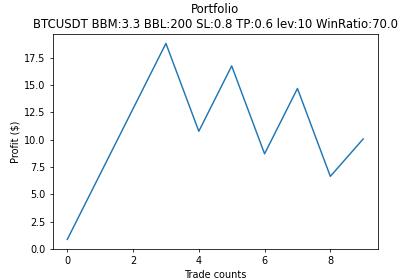 Portfolio
BTCUSDT BBM:3.3 BBL:200 SL:0.8 TP:0.6 lev:10 WinRatio:70.0
17.5
15.0
12.5
10.0
7.5
5.0
2.5
0.0
Profit ($)
0 2 4 6 8
Trade counts